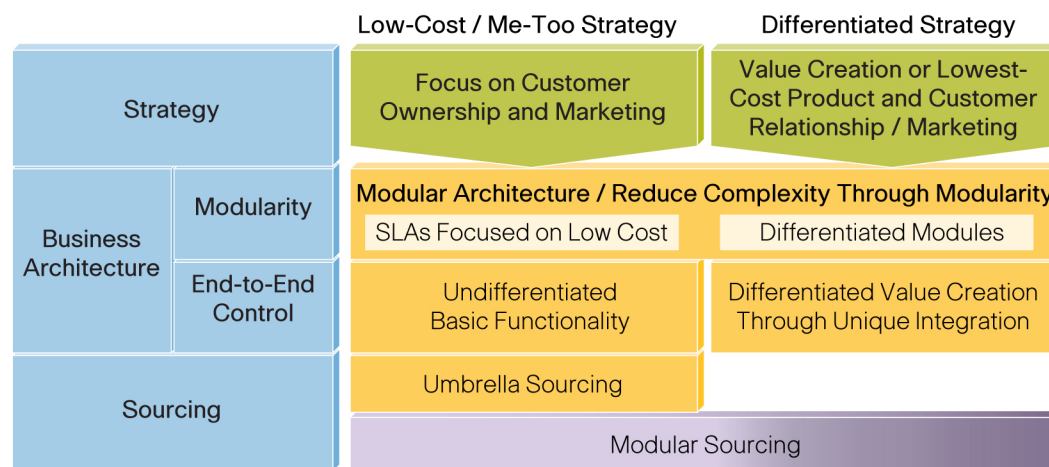 Low-Cost / Me-Too Strategy
Differentiated Strategy
Strategy
Focus on Customer
Ownership and Marketing
Value Creation or Lowest-
Cost Product and Customer
Relationship / Marketing
Business
Architecture
Modularity
Modular Architecture / Reduce Complexity Through Modularity
SLAs Focused on Low Cost
Differentiated Modules
End-to-End
Control
Undifferentiated
Basic Functionality
Differentiated Value Creation
Through Unique Integration
Sourcing
Umbrella Sourcing
Modular Sourcing